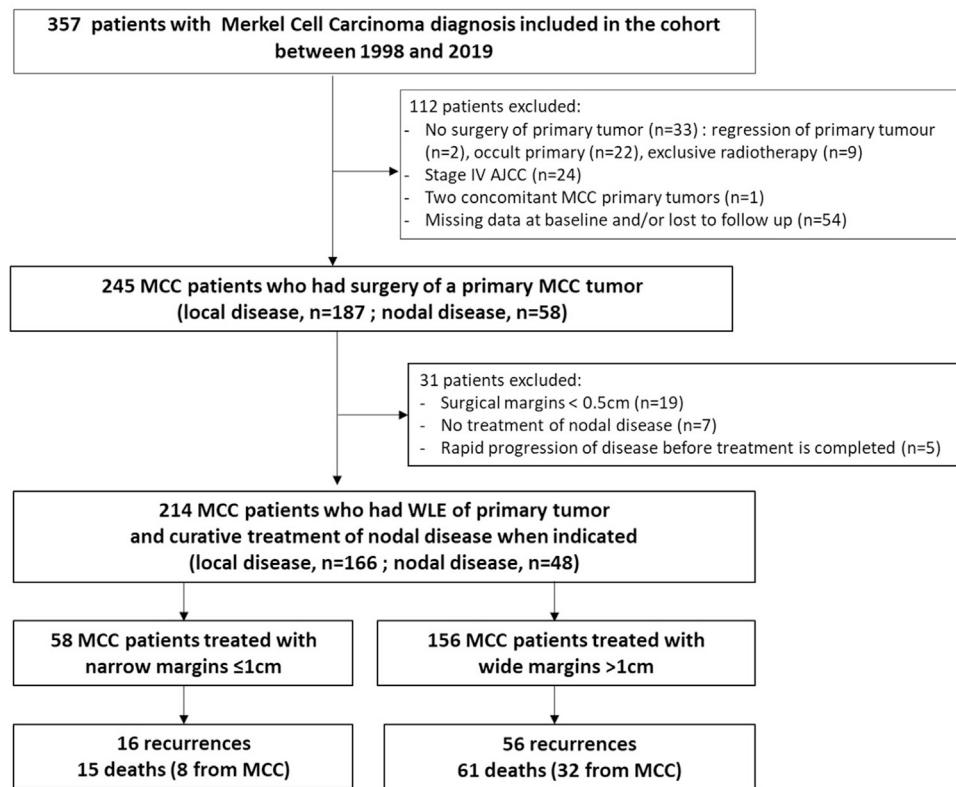 357 patients with Merkel Cell Carcinoma diagnosis included in the cohort
between 1998 and 2019
112 patients excluded:
- No surgery of primary tumor (n=33) : regression of primary tumour
(n=2), occult primary (n=22), exclusive radiotherapy (n=9)
- Stage IV AJCC (n=24)
- Two concomitant MCC primary tumors (n=1)
- Missing data at baseline and/or lost to follow up (n=54)
245 MCC patients who had surgery of a primary MCC tumor
(local disease, n=187 ; nodal disease, n=58)
31 patients excluded:
- Surgical margins < 0.5cm (n=19)
- No treatment of nodal disease (n=7)
- Rapid progression of disease before treatment is completed (n=5)
214 MCC patients who had WLE of primary tumor
and curative treatment of nodal disease when indicated
(local disease, n=166 ; nodal disease, n=48)
58 MCC patients treated with
narrow margins ≤1cm
156 MCC patients treated with
wide margins >1cm
16 recurrences
15 deaths (8 from MCC)
56 recurrences
61 deaths (32 from MCC)